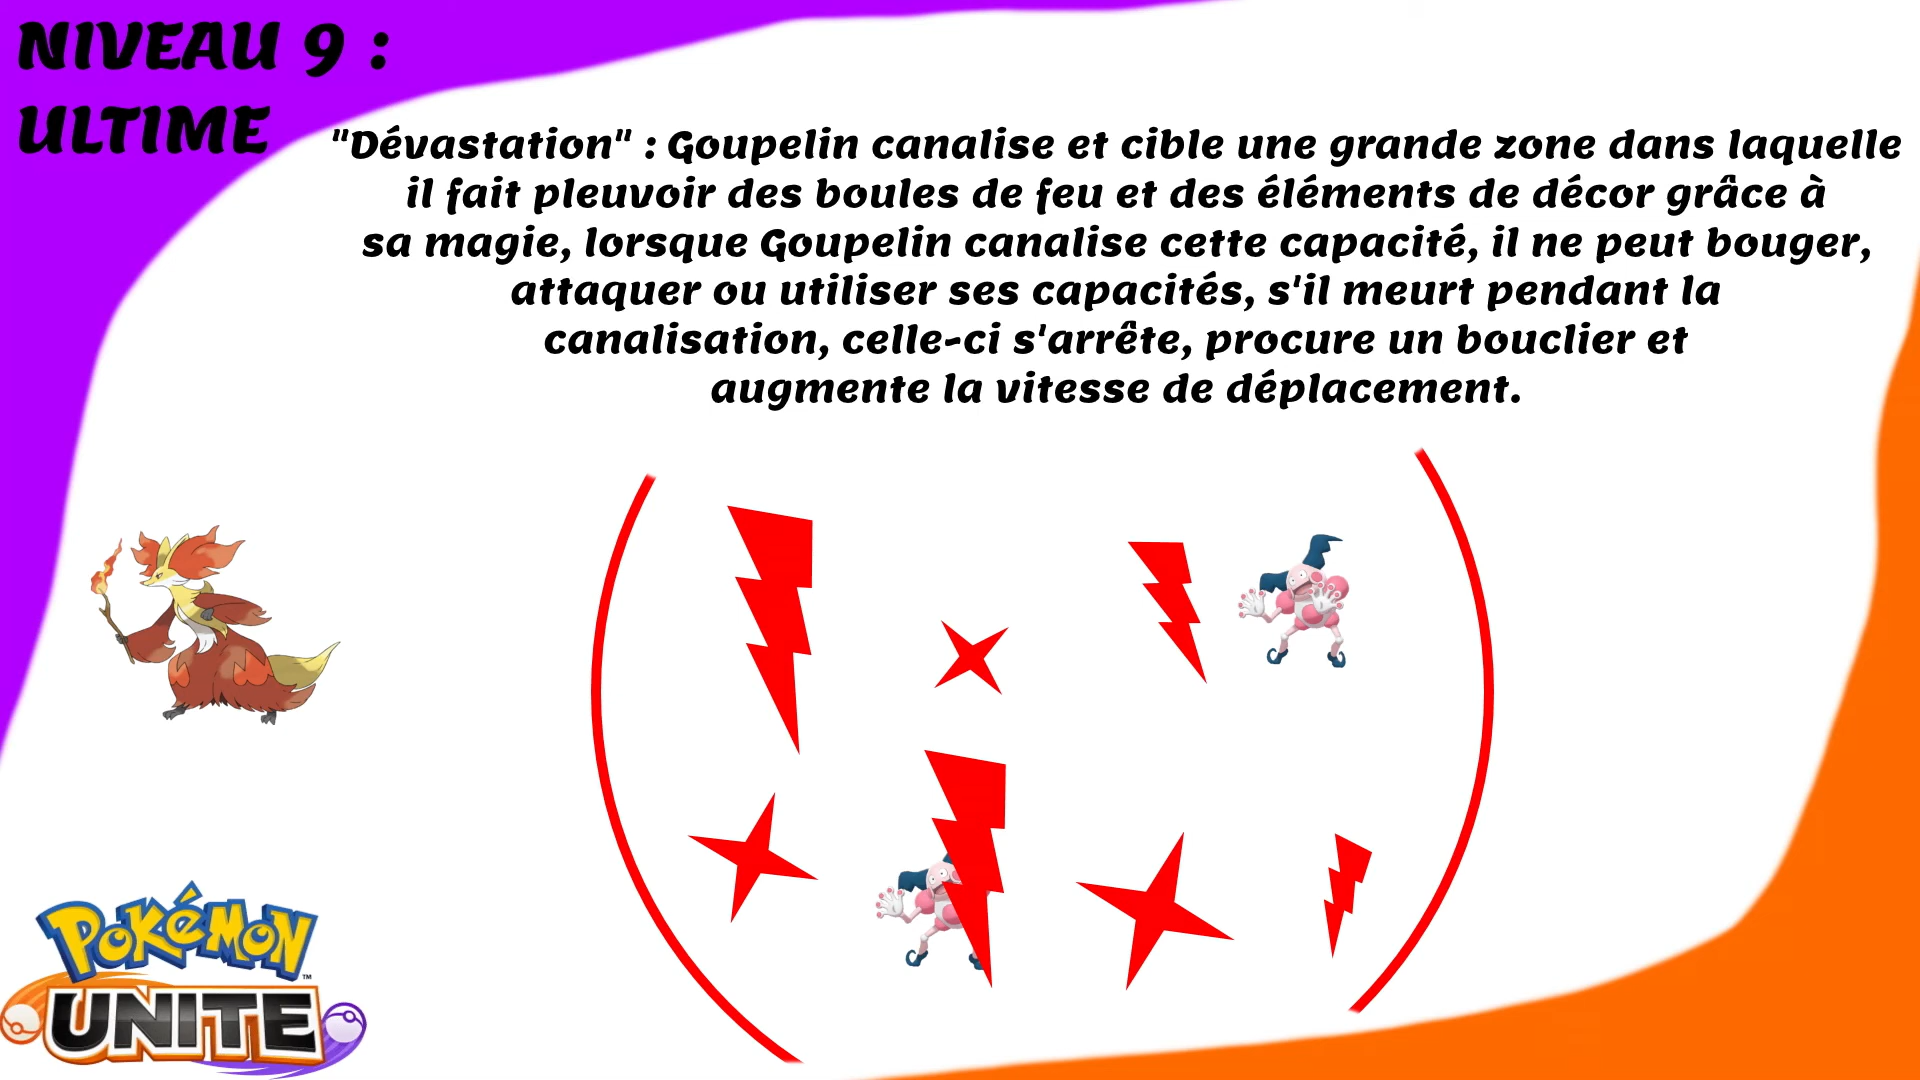 NIVEAU 9 :
ULTIME
"Dévastation" : Goupelin canalise et cible une grande zone dans laquelle
il fait pleuvoir des boules de feu et des éléments de décor grâce à
sa magie, lorsque Goupelin canalise cette capacité, il ne peut bouger,
attaquer ou utiliser ses capacités, s'il meurt pendant la
canalisation, celle-ci s'arrête, procure un bouclier et
augmente la vitesse de déplacement.
POKéMON
TM
UNITE